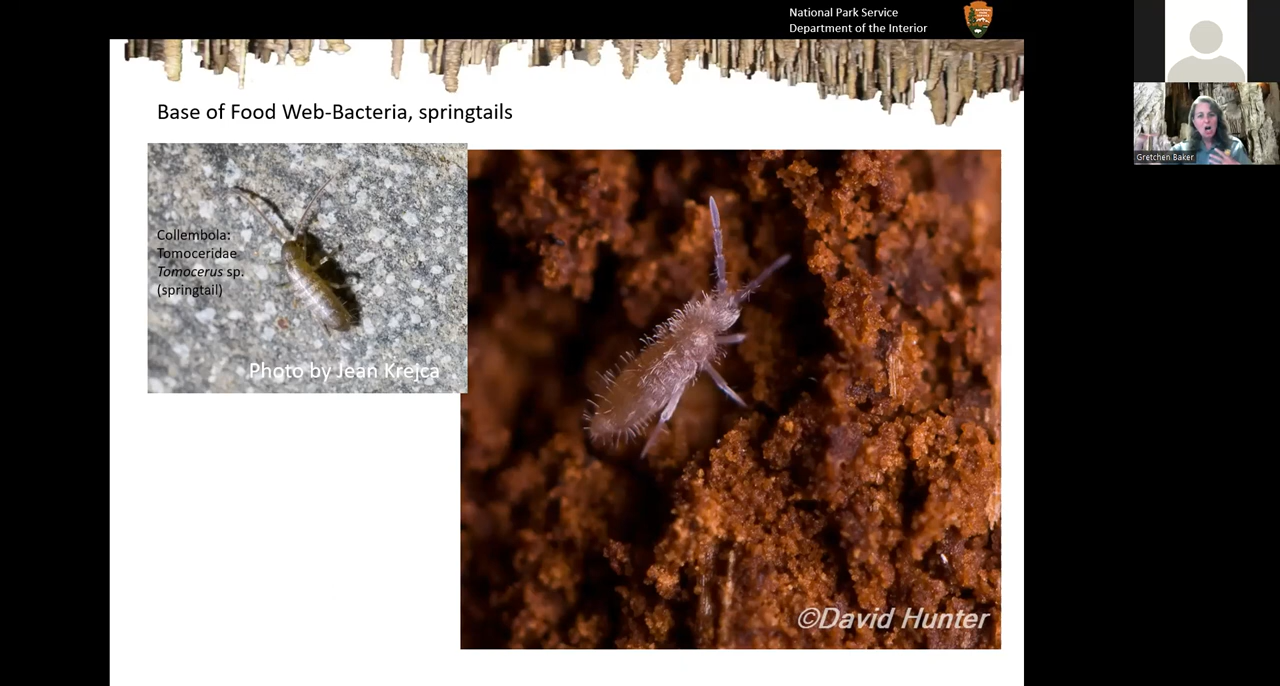 National Park Service
Department of the Interior
Base of Food Web-Bacteria, springtails
Collembola:
Tomoceridae
Tomocerus sp.
(springtail)
Photo by Jean Krejca
©David Hunter
Gretchen Baker